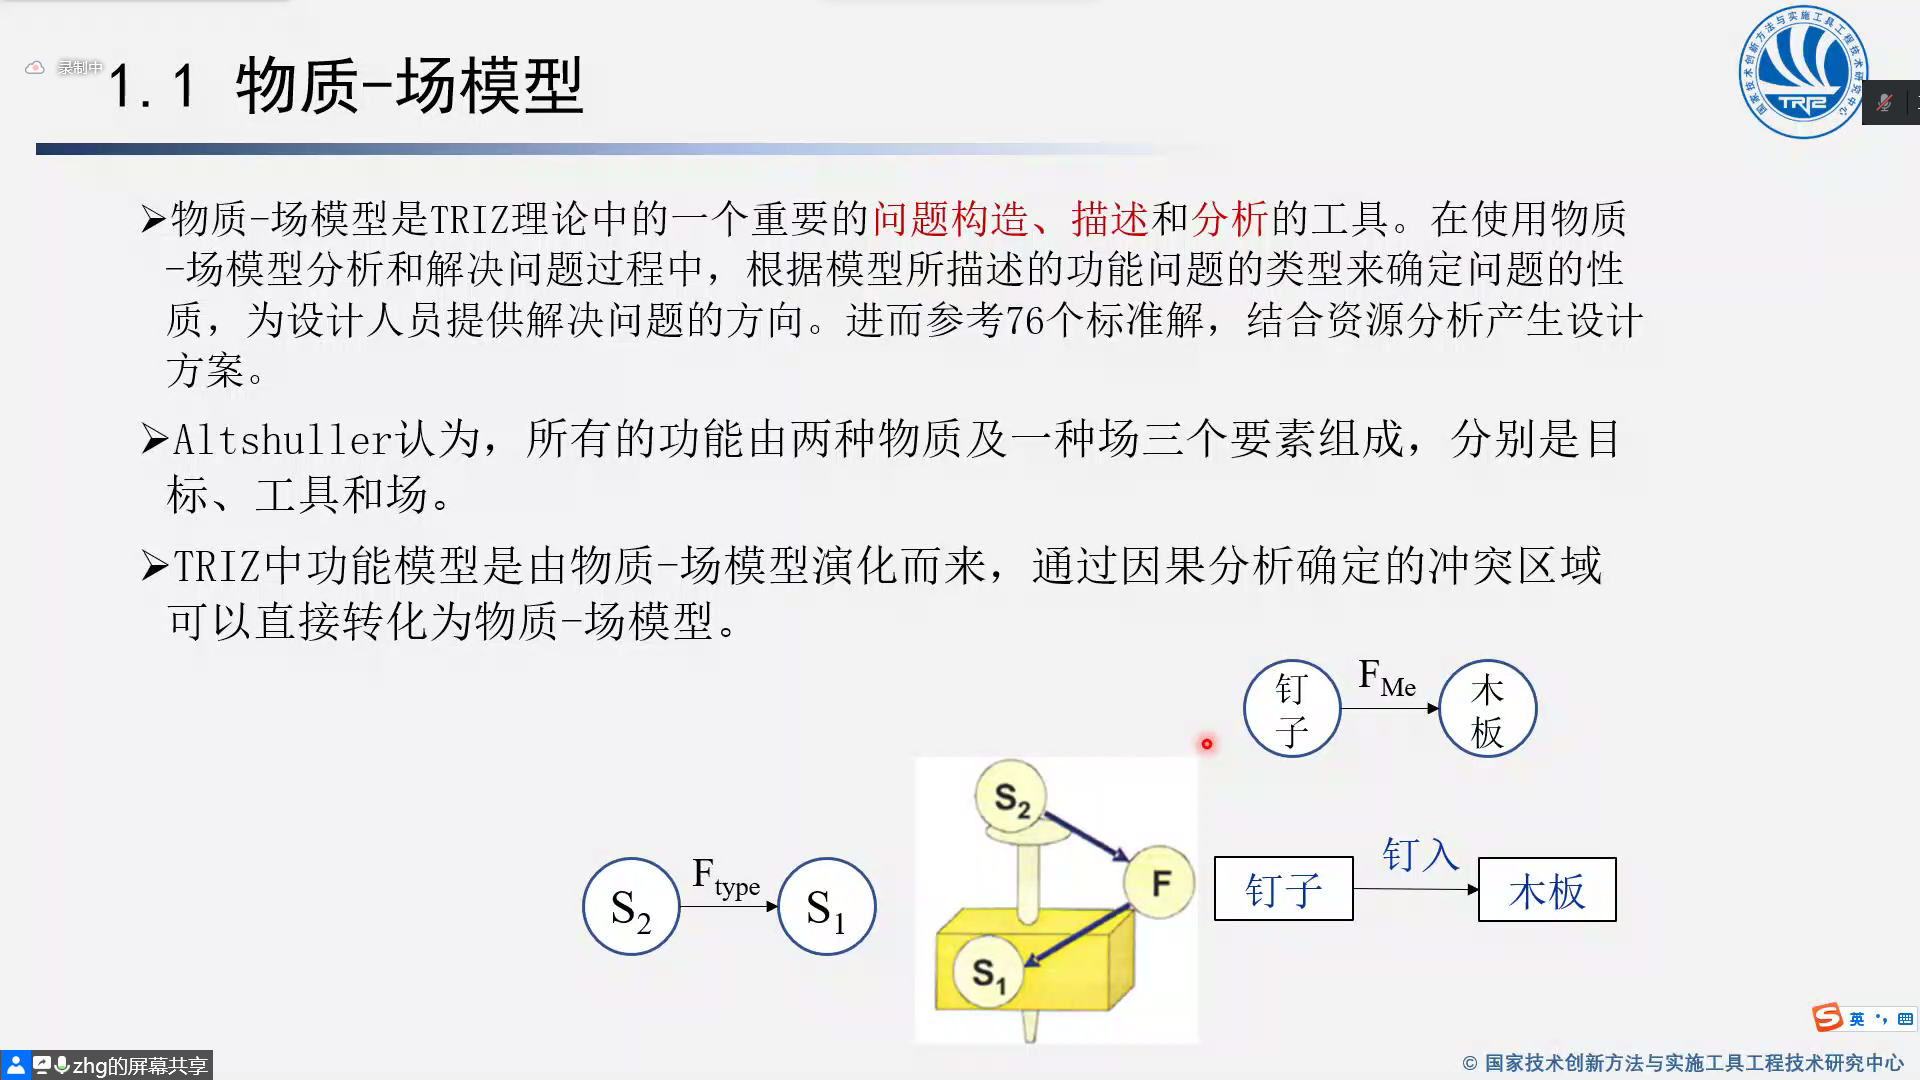 录制中
1.1 物质-场模型
国家技术创新方法与实施工具工程技术研究中心
TRIZ
➢物质-场模型是TRIZ理论中的一个重要的问题构造、描述和分析的工具。在使用物质
-场模型分析和解决问题过程中，根据模型所描述的功能问题的类型来确定问题的性
质，为设计人员提供解决问题的方向。进而参考76个标准解，结合资源分析产生设计
方案。
➢Altshuller认为，所有的功能由两种物质及一种场三个要素组成，分别是目
标、工具和场。
➢TRIZ中功能模型是由物质-场模型演化而来，通过因果分析确定的冲突区域
可以直接转化为物质-场模型。
钉子
FMe
木板
S2
Ftype
S1
S2
F
S1
钉子
钉入
木板
英
zhg的屏幕共享
© 国家技术创新方法与实施工具工程技术研究中心